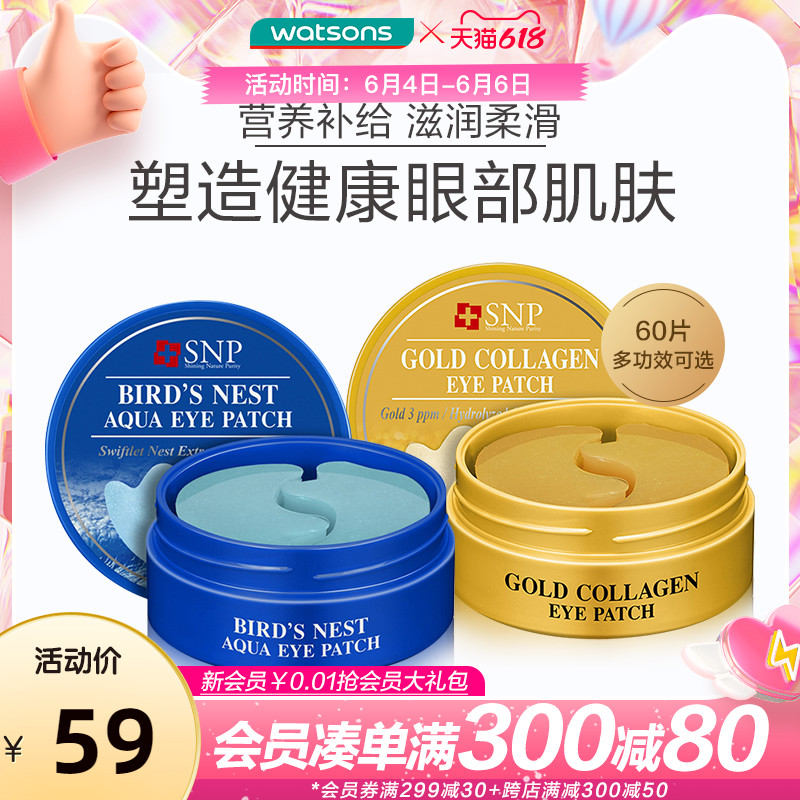 watsons × 天猫618
活动时间：6月4日-6月6日
营养补给 滋润柔滑
塑造健康眼部肌肤
SNP
Shining Nature Purity
BIRD'S NEST
AQUA EYE PATCH
Swiftlet Nest Extr
SNP
Shining Nature Purity
GOLD COLLAGEN
EYE PATCH
Gold 3 ppm / Hydrolyzed
60片
多功效可选
BIRD'S NEST
AQUA EYE PATCH
GOLD COLLAGEN
EYE PATCH
活动价
¥ 59
新会员￥0.01抢会员大礼包
会员凑单满300减80
*会员券满299减30+跨店满减300减50